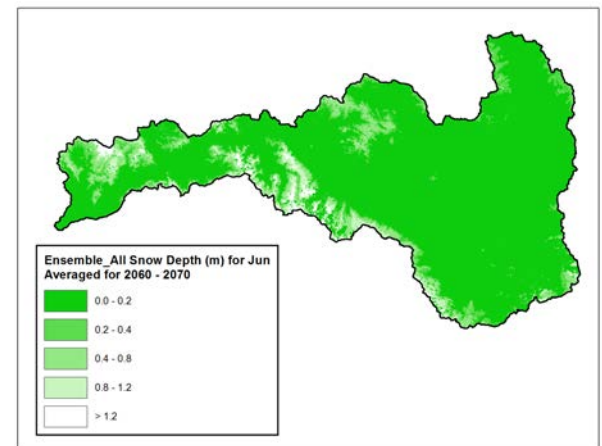 Ensemble_All Snow Depth (m) for Jun
Averaged for 2060 - 2070
0.0 - 0.2
0.2 - 0.4
0.4 - 0.8
0.8 - 1.2
> 1.2